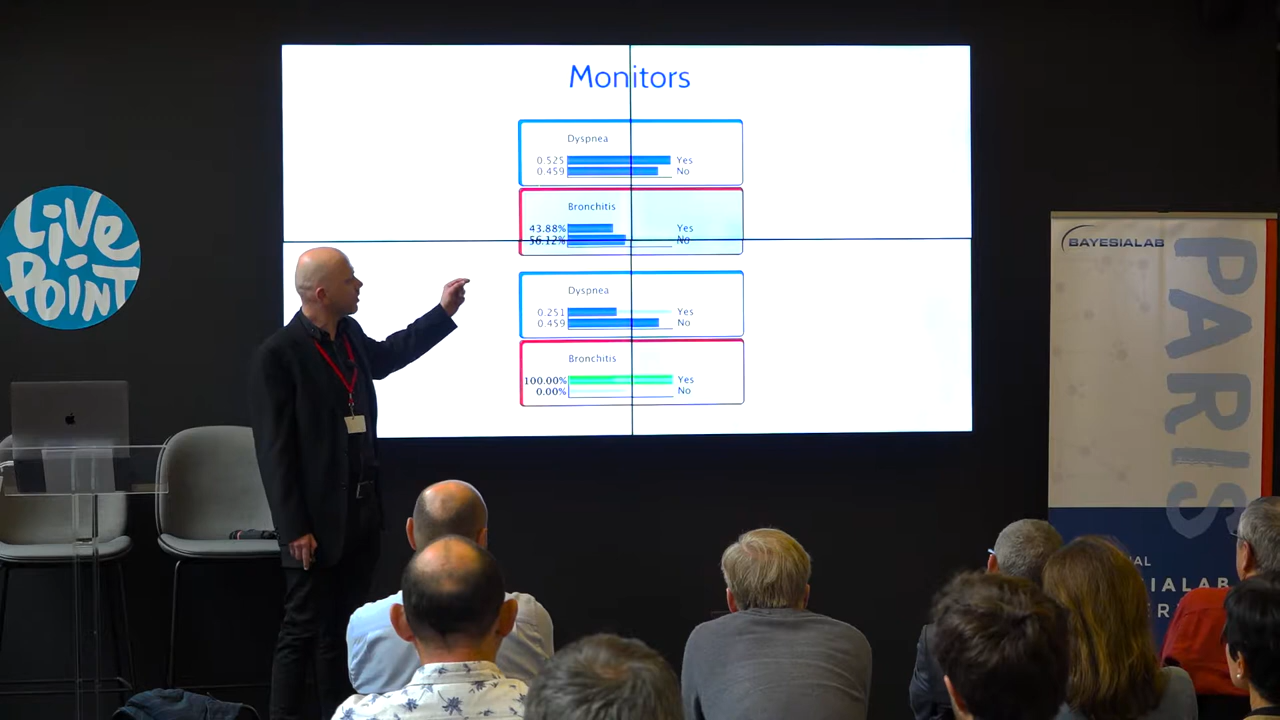 Monitors
Dyspnea
0.525 Yes
0.459 No
Bronchitis
43.88% Yes
56.12% No
Dyspnea
0.251 Yes
0.459 No
Bronchitis
100.00% Yes
0.00% No
LIVE
POINT
BAYESIALAB
PARIS